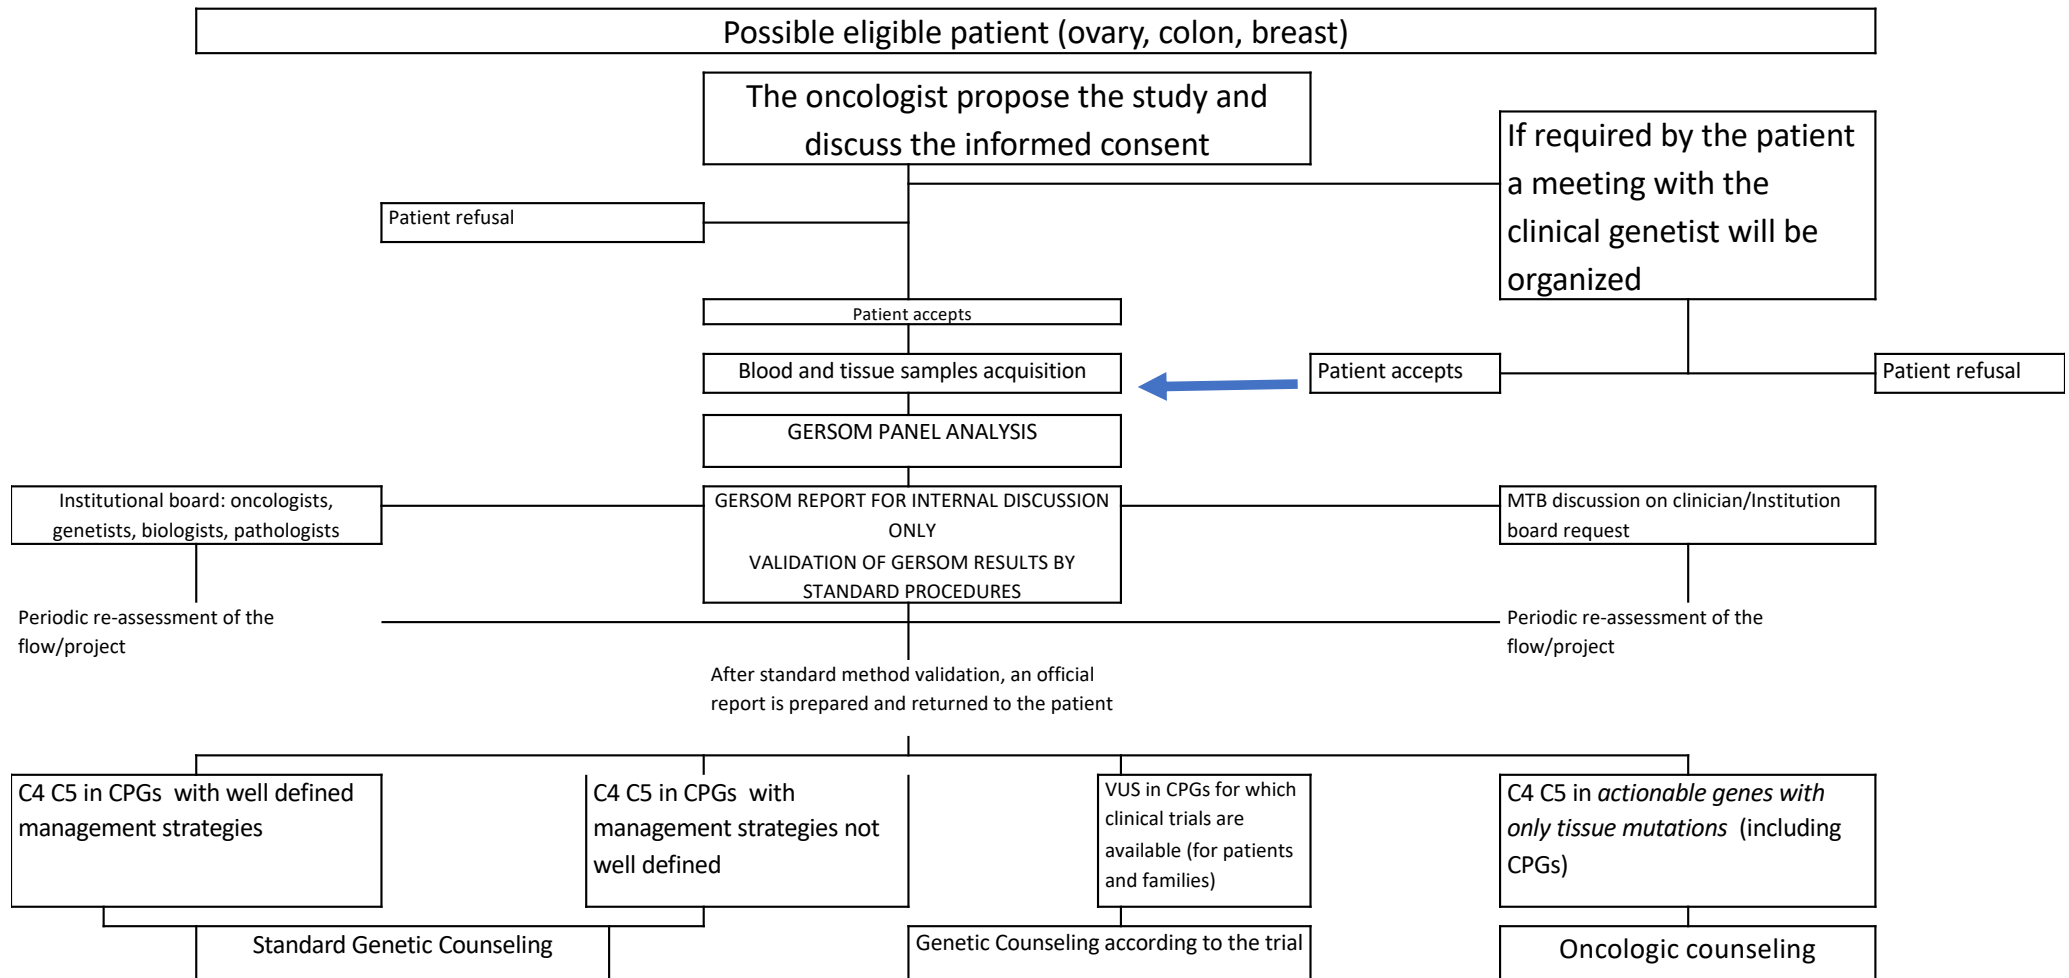 Possible eligible patient (ovary, colon, breast)
The oncologist propose the study and
discuss the informed consent
If required by the patient
a meeting with the
clinical genetist will be
organized
Patient refusal
Patient accepts
Blood and tissue samples acquisition
Patient accepts
Patient refusal
GERSOM PANEL ANALYSIS
Institutional board: oncologists,
genetists, biologists, pathologists
GERSOM REPORT FOR INTERNAL DISCUSSION
ONLY
VALIDATION OF GERSOM RESULTS BY
STANDARD PROCEDURES
MTB discussion on clinician/Institution
board request
Periodic re-assessment of the
flow/project
Periodic re-assessment of the
flow/project
After standard method validation, an official
report is prepared and returned to the patient
C4 C5 in CPGs  with well defined
management strategies
C4 C5 in CPGs  with
management strategies not
well defined
VUS in CPGs for which
clinical trials are
available (for patients
and families)
C4 C5 in actionable genes with
only tissue mutations  (including
CPGs)
Standard Genetic Counseling
Genetic Counseling according to the trial
Oncologic counseling